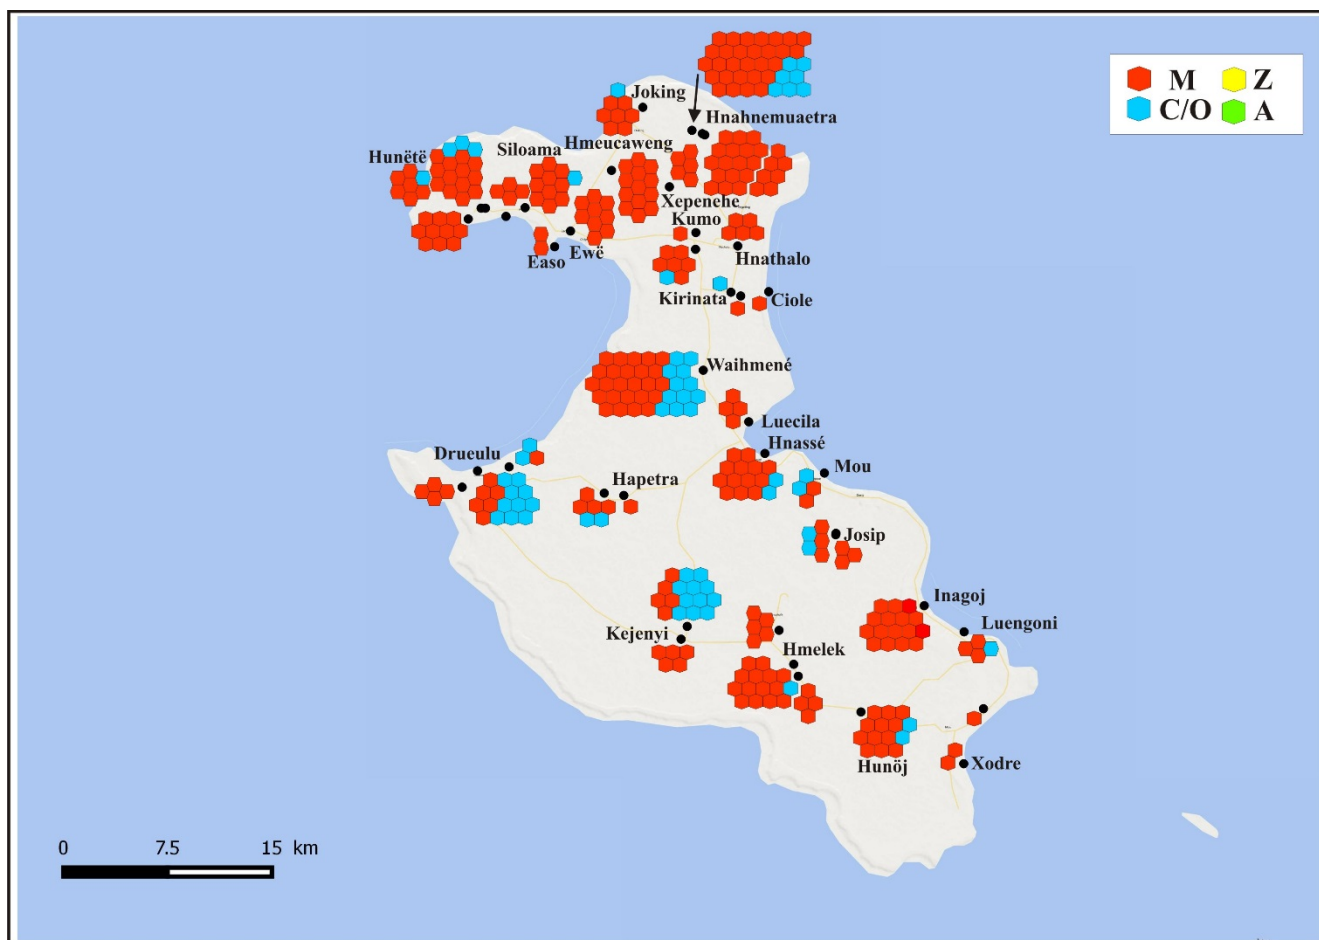 M Z
C/O A
Joking
Hnahnemuaetra
Hmeucaweng
Siloama
Hunëtë
Xepenehe
Kumo
Ewë
Easo
Hnathalo
Kirinata
Ciole
Waihmené
Luecila
Hnassé
Drueulu
Mou
Hapetra
Josip
Inagoj
Luengoni
Kejenyi
Hmelek
Hunöj
Xodre
0 7.5 15 km